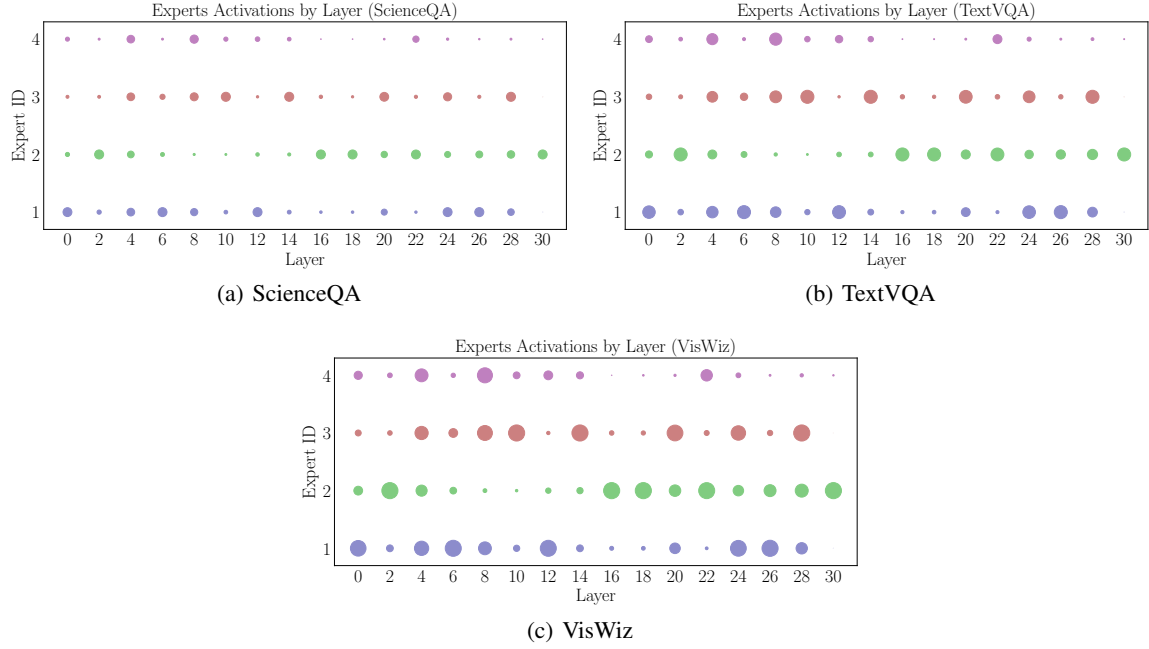 Experts Activations by Layer (ScienceQA)
4
3
2
1
Expert ID
0 2 4 6 8 10 12 14 16 18 20 22 24 26 28 30
Layer
(a) ScienceQA
Experts Activations by Layer (TextVQA)
4
3
2
1
Expert ID
0 2 4 6 8 10 12 14 16 18 20 22 24 26 28 30
Layer
(b) TextVQA
Experts Activations by Layer (VisWiz)
4
3
2
1
Expert ID
0 2 4 6 8 10 12 14 16 18 20 22 24 26 28 30
Layer
(c) VisWiz